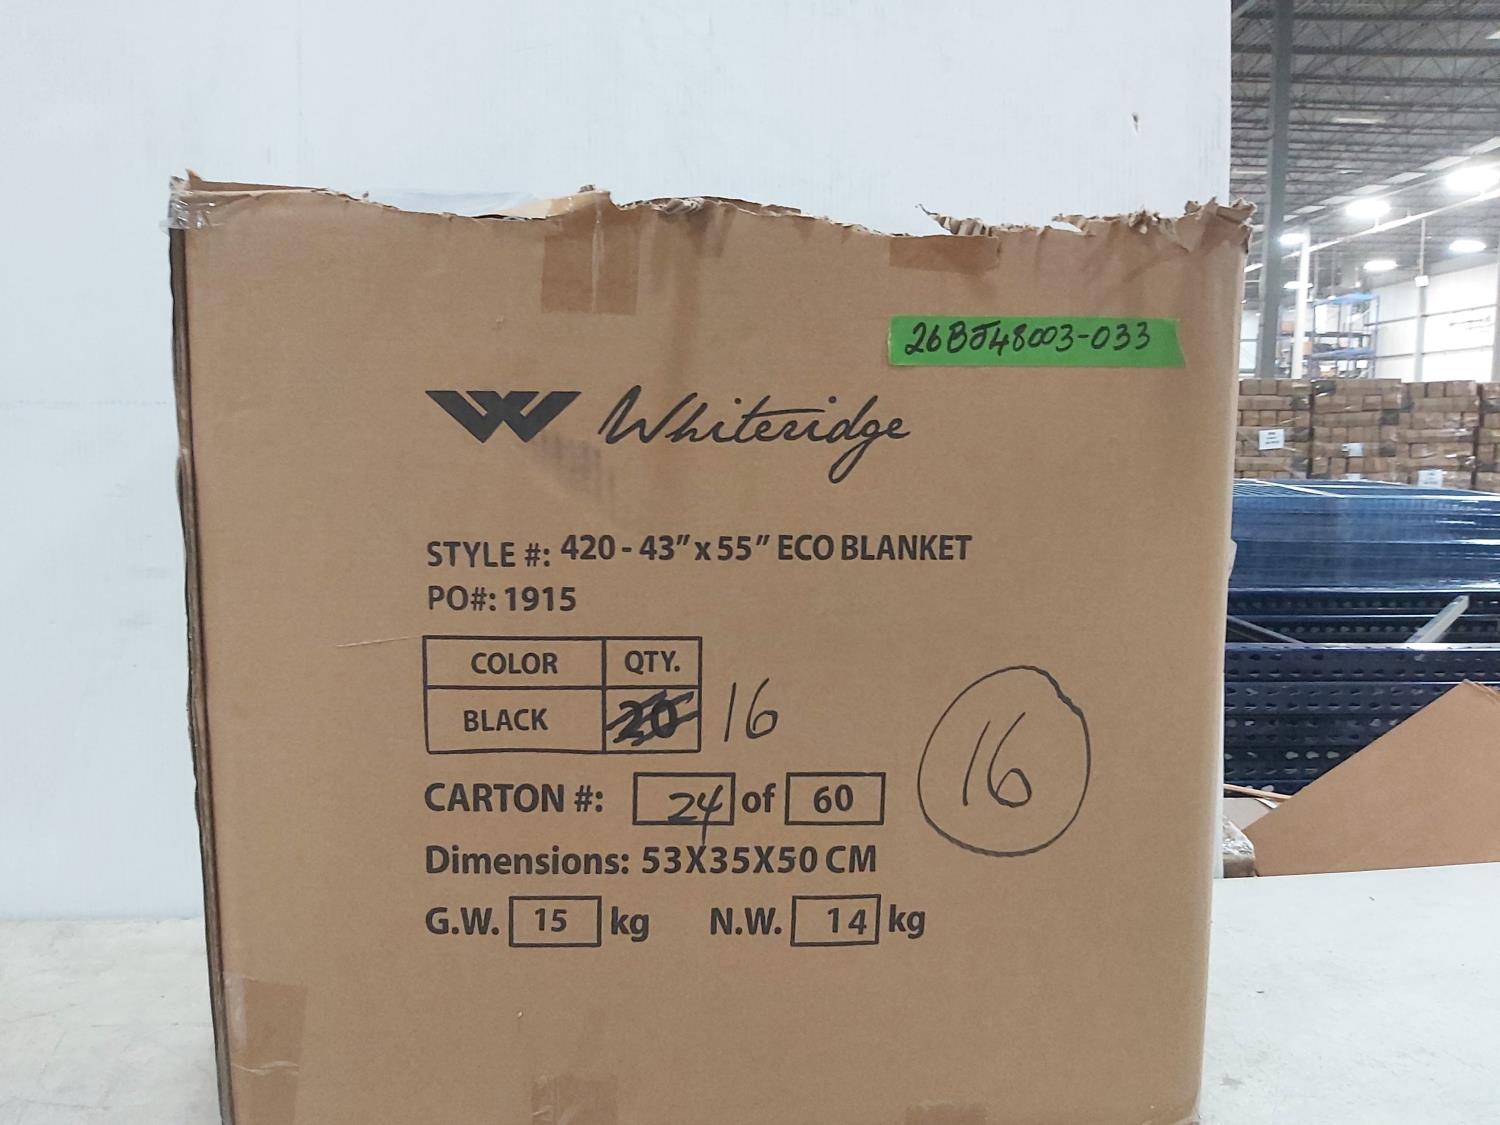 26BJ48003-033
Whiteridge
STYLE #: 420 - 43" x 55" ECO BLANKET
PO#: 1915
COLOR QTY.
BLACK 20 16
16
CARTON #: 24 of 60
Dimensions: 53X35X50 CM
G.W. 15 kg N.W. 14 kg